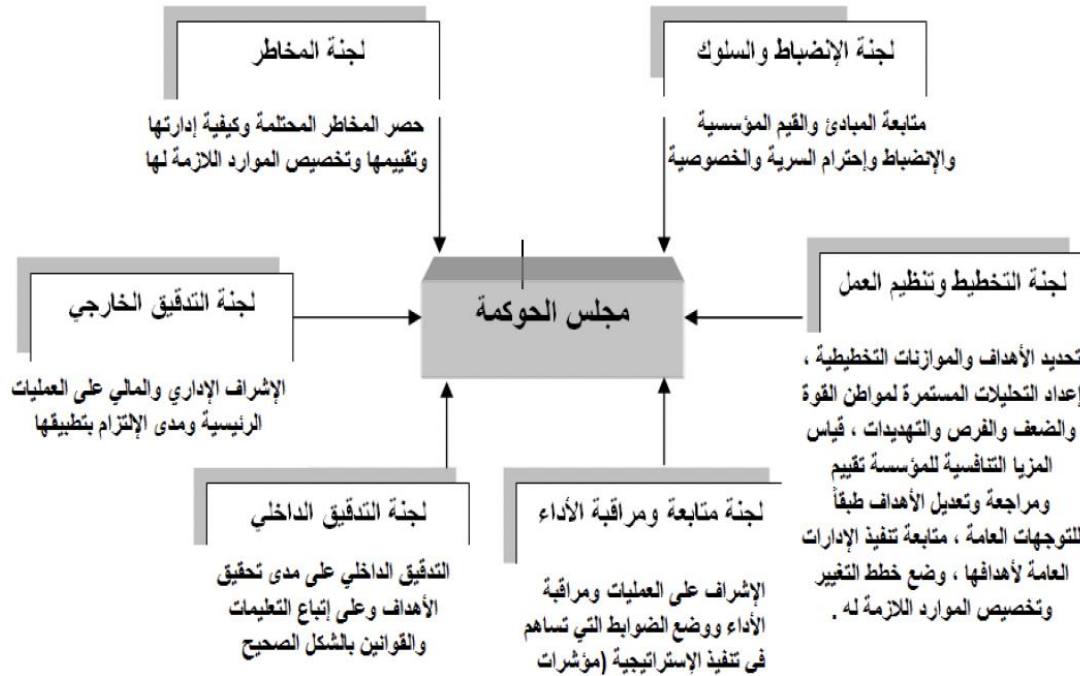 لجنة الإنضباط والسلوك
متابعة المبادئ والقيم المؤسسية
والإنضباط وإحترام السرية والخصوصية
لجنة المخاطر
حصر المخاطر المحتلمة وكيفية إدارتها
وتقييمها وتخصيص الموارد اللازمة لها
لجنة التخطيط وتنظيم العمل
تحديد الأهداف والموازنات التخطيطية ،
إعداد التحليلات المستمرة لمواطن القوة
والضعف والفرص والتهديدات ، قياس
المزيا التنافسية للمؤسسة تقييم
ومراجعة وتعديل الأهداف طبقاً
للتوجهات العامة ، متابعة تنفيذ الإدارات
العامة لأهدافها ، وضع خطط التغيير
وتخصيص الموارد اللازمة له .
مجلس الحوكمة
لجنة التدقيق الخارجي
الإشراف الإداري والمالي على العمليات
الرئيسية ومدى الإلتزام بتطبيقها
لجنة متابعة ومراقبة الأداء
الإشراف على العمليات ومراقبة
الأداء ووضع الضوابط التي تساهم
فى تنفيذ الإستراتيجية (مؤشرات
لجنة التدقيق الداخلي
التدقيق الداخلي على مدى تحقيق
الأهداف وعلى إتباع التعليمات
والقوانين بالشكل الصحيح